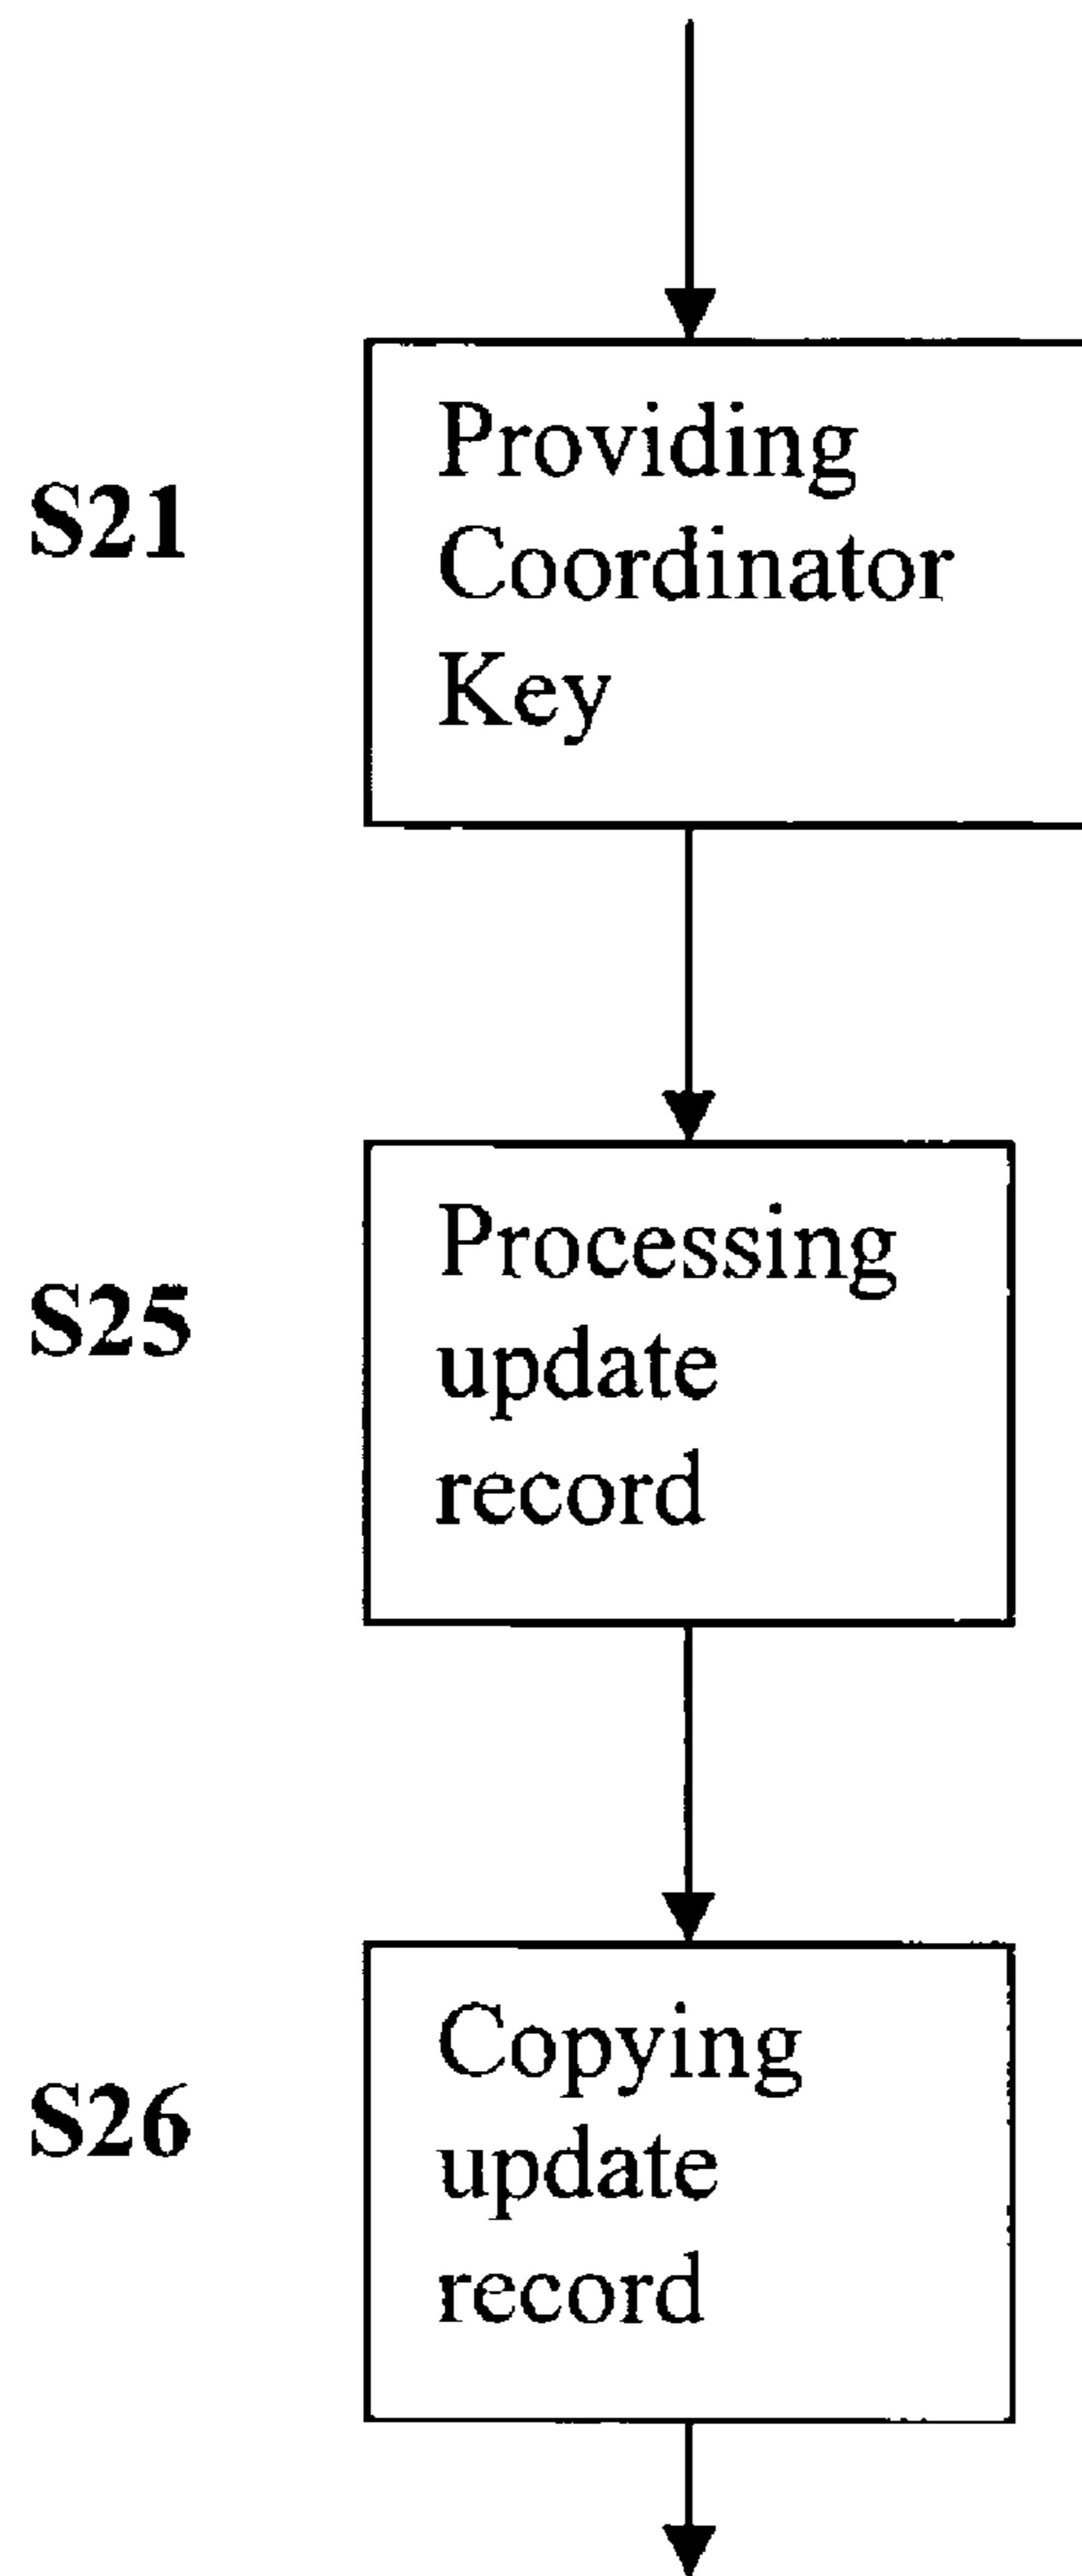 S21
Providing
Coordinator
Key
S25
Processing
update
record
S26
Copying
update
record